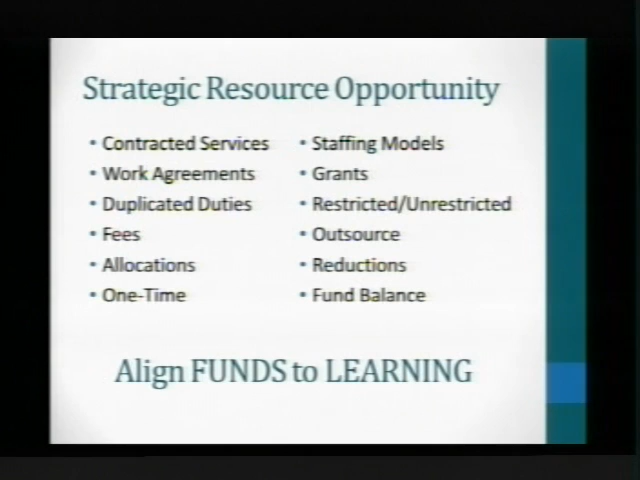 Strategic Resource Opportunity
• Contracted Services
• Work Agreements
• Duplicated Duties
• Fees
• Allocations
• One-Time
• Staffing Models
• Grants
• Restricted/Unrestricted
• Outsource
• Reductions
• Fund Balance
Align FUNDS to LEARNING